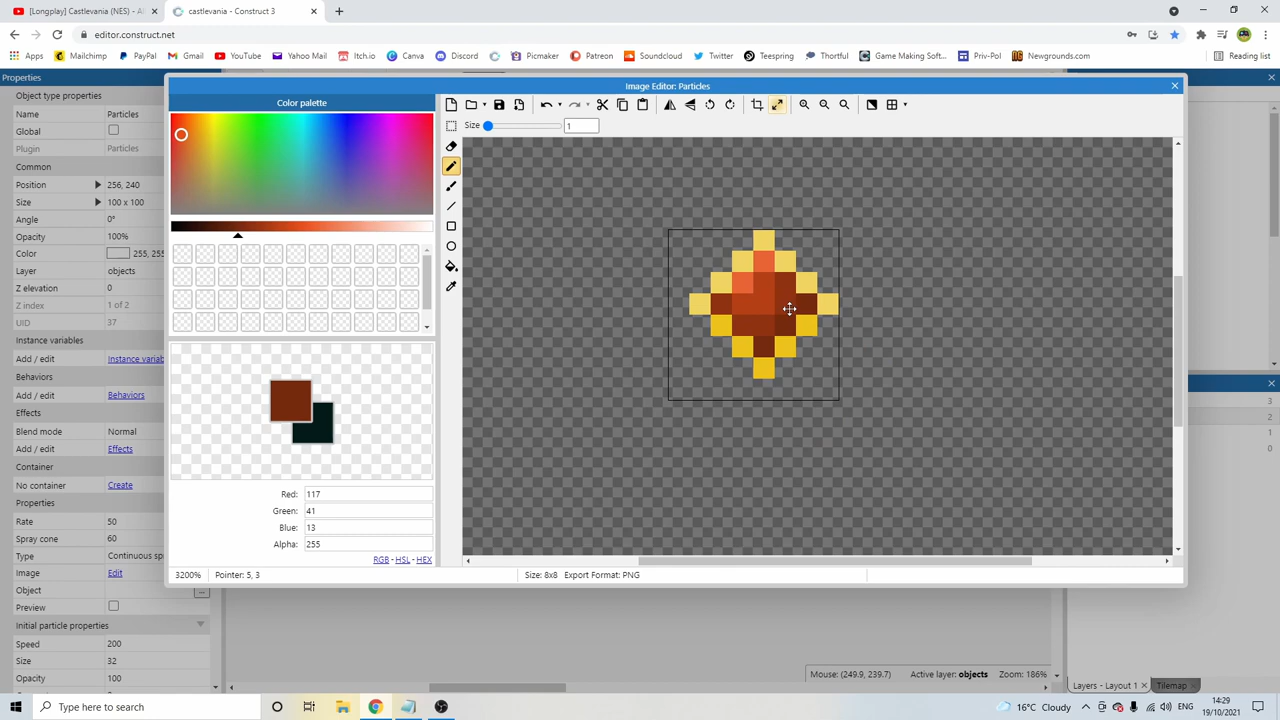 [Longplay] Castlevania (NES) - A
castlevania - Construct 3
editor.construct.net
Apps
Mailchimp
PayPal
Gmail
YouTube
Yahoo Mail
Itch.io
Canva
Discord
Picmaker
Patreon
Soundcloud
Twitter
Teespring
Thortful
Game Making Soft...
Priv-Pol
Newgrounds.com
Reading list
Properties
Image Editor: Particles
Object type properties
Name Particles
Global
Plugin Particles
Common
Position 256, 240
Size 100 x 100
Angle 0°
Opacity 100%
Color 255, 255
Layer objects
Z elevation 0
Z index 1 of 2
UID 37
Instance variables
Add / edit Instance variab
Behaviors
Add / edit Behaviors
Effects
Blend mode Normal
Add / edit Effects
Container
No container Create
Properties
Rate 50
Spray cone 60
Type Continuous sp
Image Edit
Object ...
Preview
Initial particle properties
Speed 200
Size 32
Opacity 100
Color palette
Size 1
Red: 117
Green: 41
Blue: 13
Alpha: 255
RGB - HSL - HEX
3200% Pointer: 5, 3 Size: 8x8 Export Format: PNG
3
2
1
0
Mouse: (249.9, 239.7) Active layer: objects Zoom: 186%
Layers - Layout 1
Tilemap
Type here to search
16°C Cloudy
ENG
14:29
19/10/2021